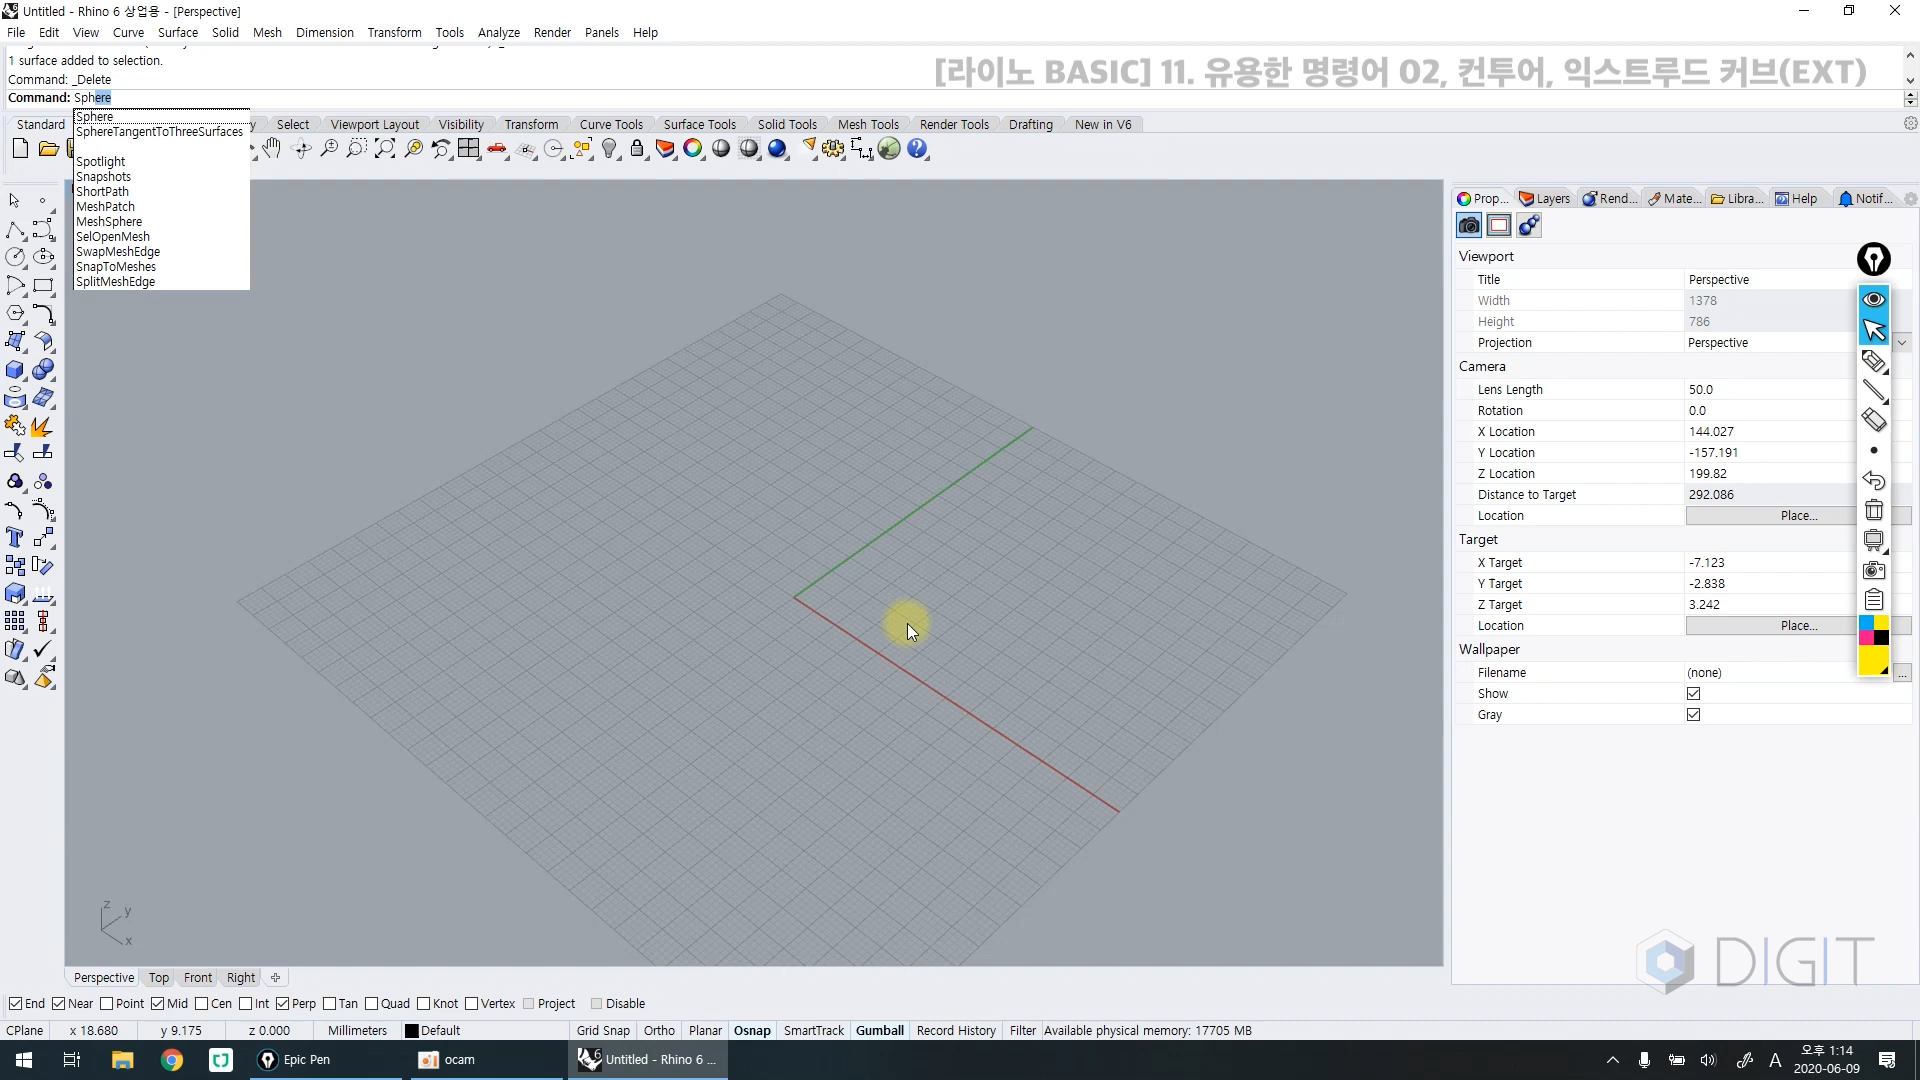 Untitled - Rhino 6 상업용 - [Perspective]
File Edit View Curve Surface Solid Mesh Dimension Transform Tools Analyze Render Panels Help
1 surface added to selection.
Command: _Delete
Command: Sphere
[라이노 BASIC] 11. 유용한 명령어 02, 컨투어, 익스트루드 커브(EXT)
Sphere
SphereTangentToThreeSurfaces
Spotlight
Snapshots
ShortPath
MeshPatch
MeshSphere
SelOpenMesh
SwapMeshEdge
SnapToMeshes
SplitMeshEdge
Standard Select Viewport Layout Visibility Transform Curve Tools Surface Tools Solid Tools Mesh Tools Render Tools Drafting New in V6
Prop... Layers Rend... Mate... Libra... Help Notif...
Viewport
Title Perspective
Width 1378
Height 786
Projection Perspective
Camera
Lens Length 50.0
Rotation 0.0
X Location 144.027
Y Location -157.191
Z Location 199.82
Distance to Target 292.086
Location Place...
Target
X Target -7.123
Y Target -2.838
Z Target 3.242
Location Place...
Wallpaper
Filename (none) ...
Show
Gray
z
y
x
DIGIT
Perspective Top Front Right
End Near Point Mid Cen Int Perp Tan Quad Knot Vertex Project Disable
CPlane x 18.680 y 9.175 z 0.000 Millimeters Default Grid Snap Ortho Planar Osnap SmartTrack Gumball Record History Filter Available physical memory: 17705 MB
Epic Pen ocam Untitled - Rhino 6 ... A 오후 1:14
2020-06-09